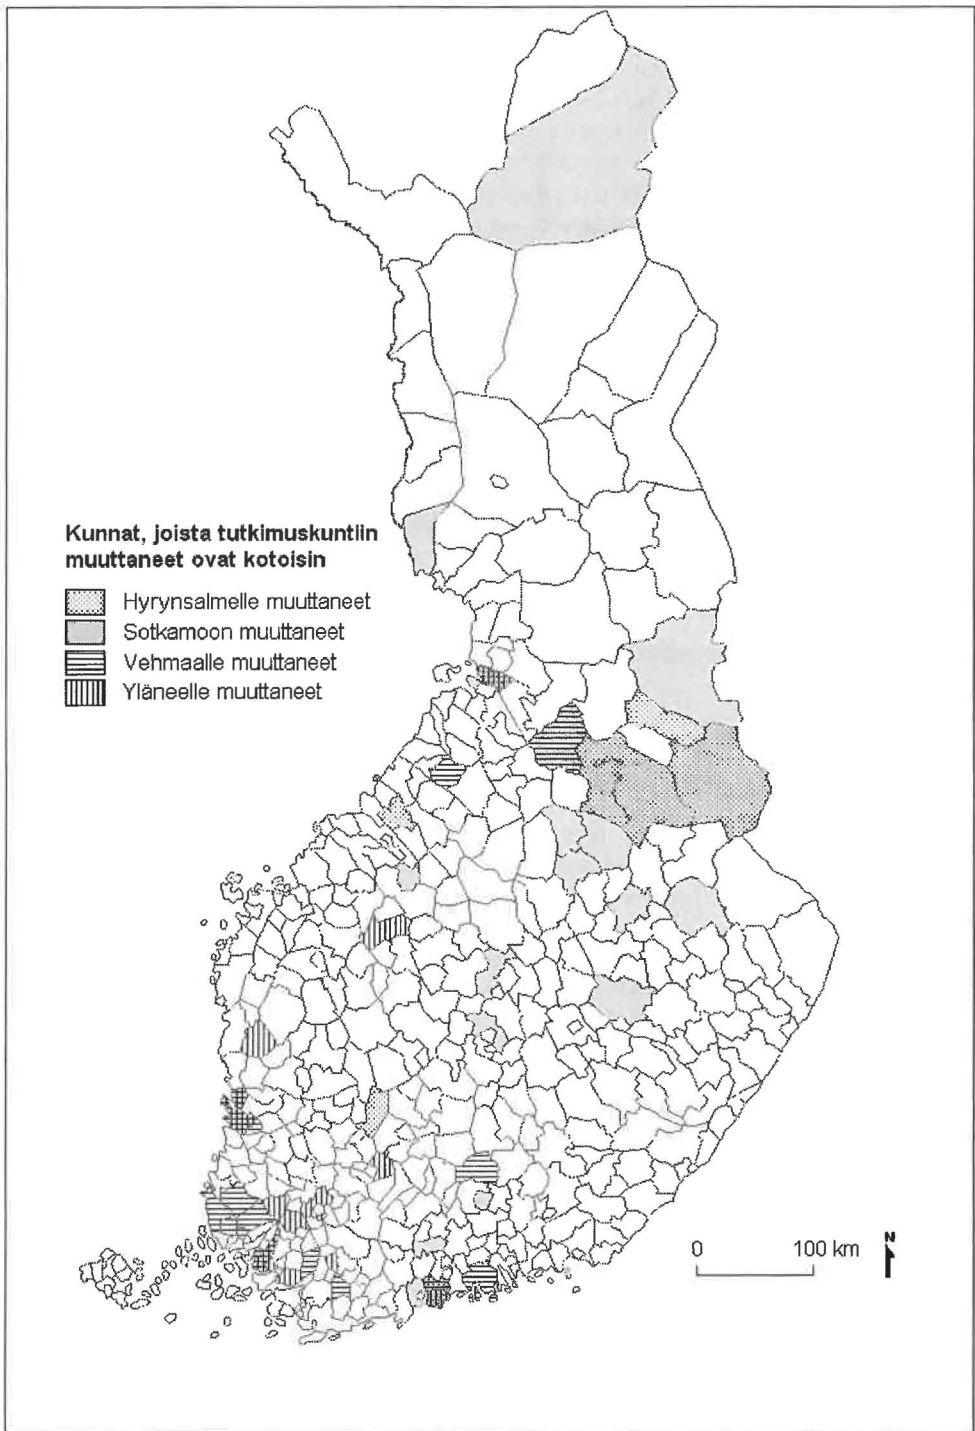 Kunnat, joista tutkimuskuntiin
muuttaneet ovat kotoisin
Hyrynsalmelle muuttaneet
Sotkamoon muuttaneet
Vehmaalle muuttaneet
Yläneelle muuttaneet
0 100 km N